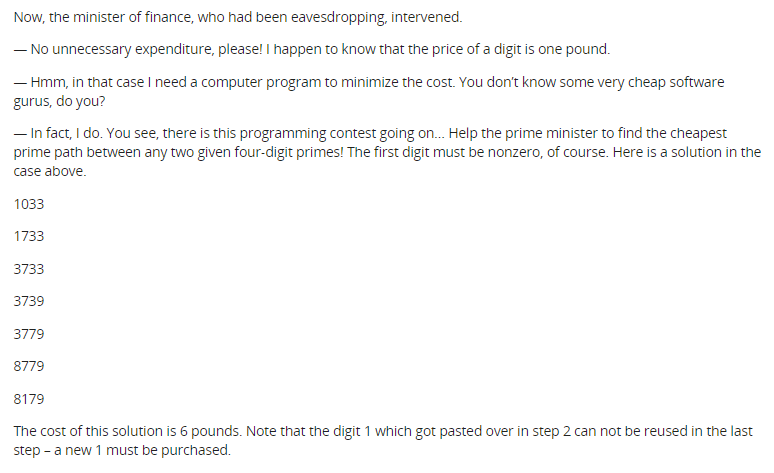 Now, the minister of finance, who had been eavesdropping, intervened.
— No unnecessary expenditure, please! I happen to know that the price of a digit is one pound.
— Hmm, in that case I need a computer program to minimize the cost. You don't know some very cheap software
gurus, do you?
— In fact, I do. You see, there is this programming contest going on... Help the prime minister to find the cheapest
prime path between any two given four-digit primes! The first digit must be nonzero, of course. Here is a solution in the
case above.
1033
1733
3733
3739
3779
8779
8179
The cost of this solution is 6 pounds. Note that the digit 1 which got pasted over in step 2 can not be reused in the last
step – a new 1 must be purchased.